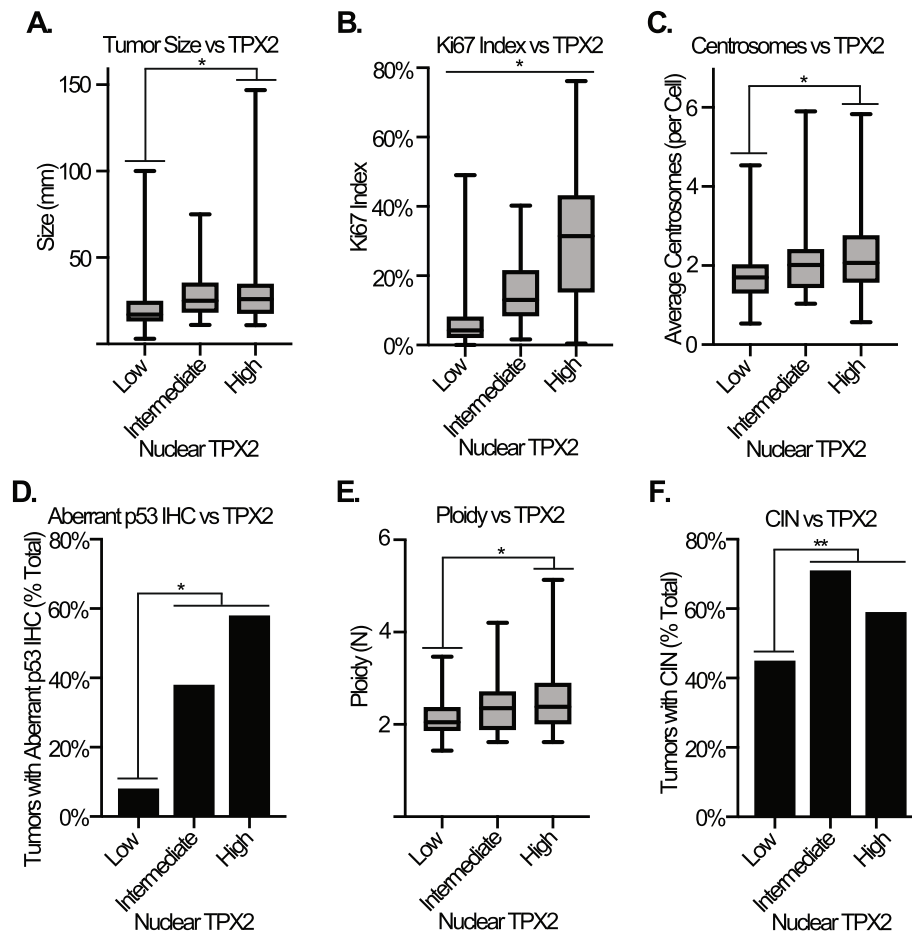 A.
Tumor Size vs TPX2
*
150
100
50
Size (mm)
Low
Intermediate
High
Nuclear TPX2
B.
Ki67 Index vs TPX2
*
80%
60%
40%
20%
0%
Ki67 Index
Low
Intermediate
High
Nuclear TPX2
C.
Centrosomes vs TPX2
*
6
4
2
0
Average Centrosomes (per Cell)
Low
Intermediate
High
Nuclear TPX2
D.
Aberrant p53 IHC vs TPX2
*
80%
60%
40%
20%
0%
Tumors with Aberrant p53 IHC (% Total)
Low
Intermediate
High
Nuclear TPX2
E.
Ploidy vs TPX2
*
6
4
2
Ploidy (N)
Low
Intermediate
High
Nuclear TPX2
F.
CIN vs TPX2
**
80%
60%
40%
20%
0%
Tumors with CIN (% Total)
Low
Intermediate
High
Nuclear TPX2